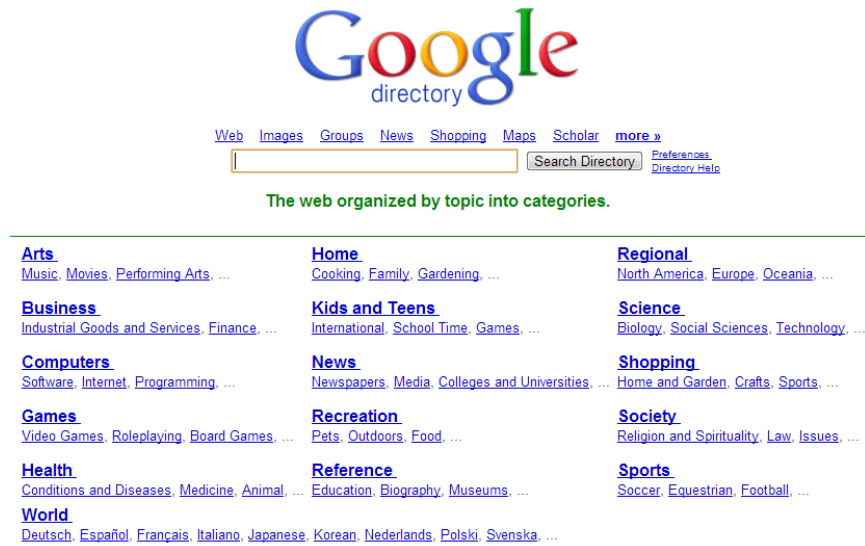 Google
directory
Web Images Groups News Shopping Maps Scholar more »
Search Directory
Preferences
Directory Help
The web organized by topic into categories.
Arts
Music, Movies, Performing Arts, ...
Home
Cooking, Family, Gardening, ...
Regional
North America, Europe, Oceania, ...
Business
Industrial Goods and Services, Finance, ...
Kids and Teens
International, School Time, Games, ...
Science
Biology, Social Sciences, Technology, ...
Computers
Software, Internet, Programming, ...
News
Newspapers, Media, Colleges and Universities, ...
Shopping
Home and Garden, Crafts, Sports, ...
Games
Video Games, Roleplaying, Board Games, ...
Recreation
Pets, Outdoors, Food, ...
Society
Religion and Spirituality, Law, Issues, ...
Health
Conditions and Diseases, Medicine, Animal, ...
Reference
Education, Biography, Museums, ...
Sports
Soccer, Equestrian, Football, ...
World
Deutsch, Español, Français, Italiano, Japanese, Korean, Nederlands, Polski, Svenska, ...